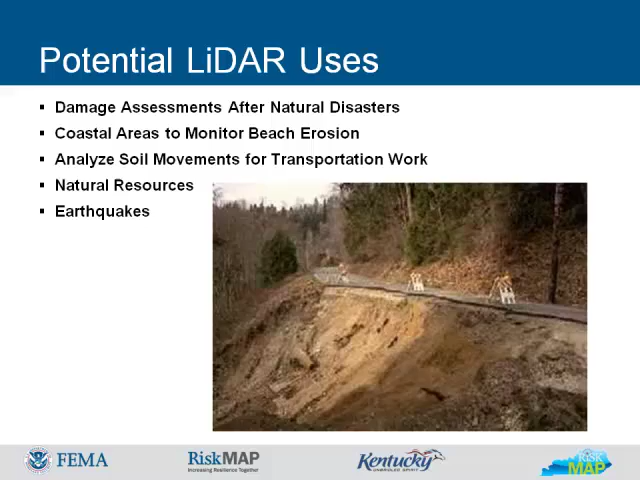 Potential LiDAR Uses
Damage Assessments After Natural Disasters
Coastal Areas to Monitor Beach Erosion
Analyze Soil Movements for Transportation Work
Natural Resources
Earthquakes
FEMA
RiskMAP
Increasing Resilience Together
Kentucky
UNBRIDLED SPIRIT
RISK
MAP